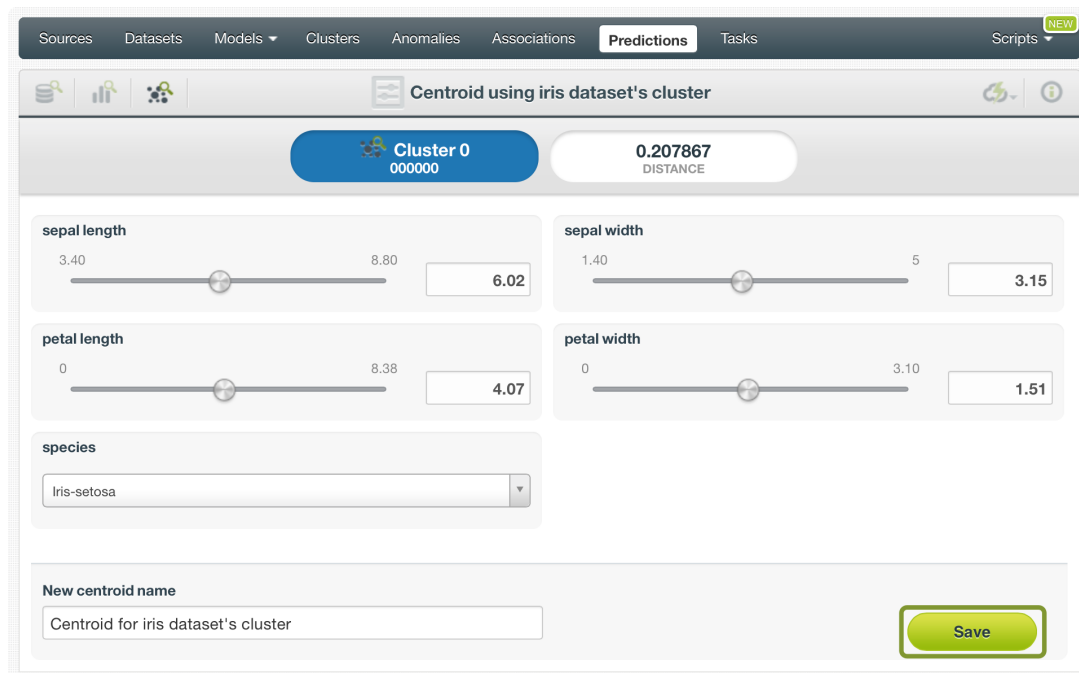 NEW
Sources Datasets Models Clusters Anomalies Associations Predictions Tasks Scripts
Centroid using iris dataset's cluster
Cluster 0
000000
0.207867
DISTANCE
sepal length
3.40 8.80
6.02
sepal width
1.40 5
3.15
petal length
0 8.38
4.07
petal width
0 3.10
1.51
species
Iris-setosa
New centroid name
Centroid for iris dataset's cluster
Save